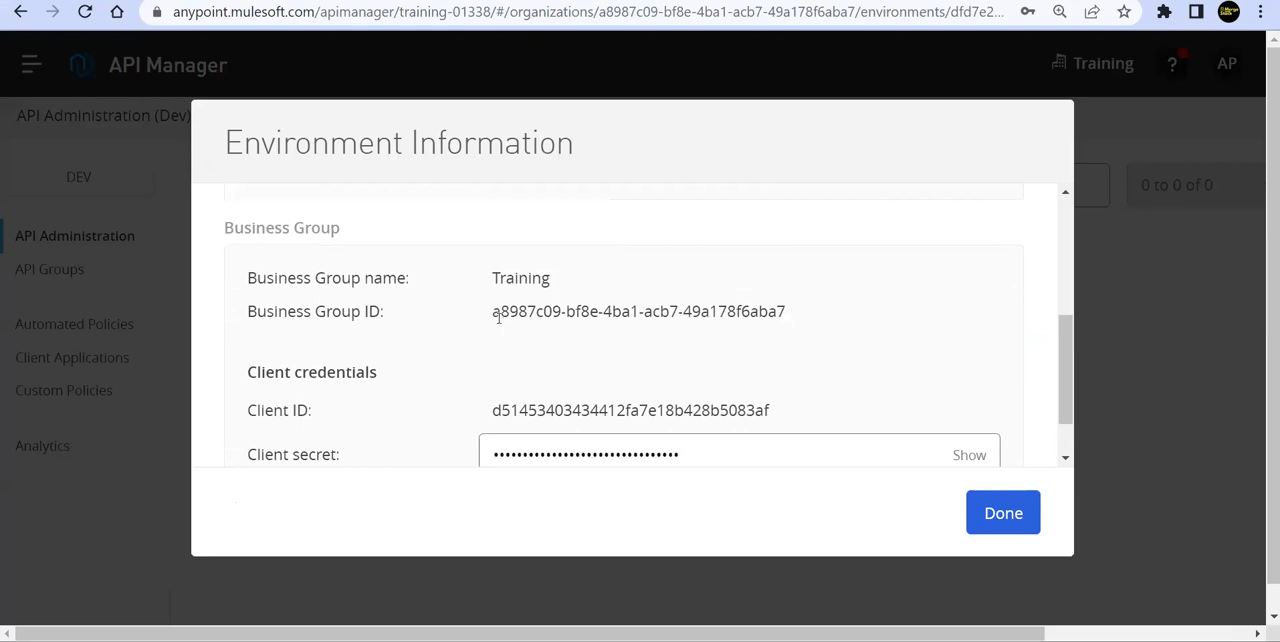 anypoint.mulesoft.com/apimanager/training-01338/#/organizations/a8987c09-bf8e-4ba1-acb7-49a178f6aba7/environments/dfd7e2...
API Manager
Training
?
AP
API Administration (Dev)
Environment Information
DEV
0 to 0 of 0
API Administration
API Groups
Automated Policies
Client Applications
Custom Policies
Analytics
Business Group
Business Group name: Training
Business Group ID: a8987c09-bf8e-4ba1-acb7-49a178f6aba7
Client credentials
Client ID: d51453403434412fa7e18b428b5083af
Client secret: •••••••••••••••••••••••••••••••• Show
Done